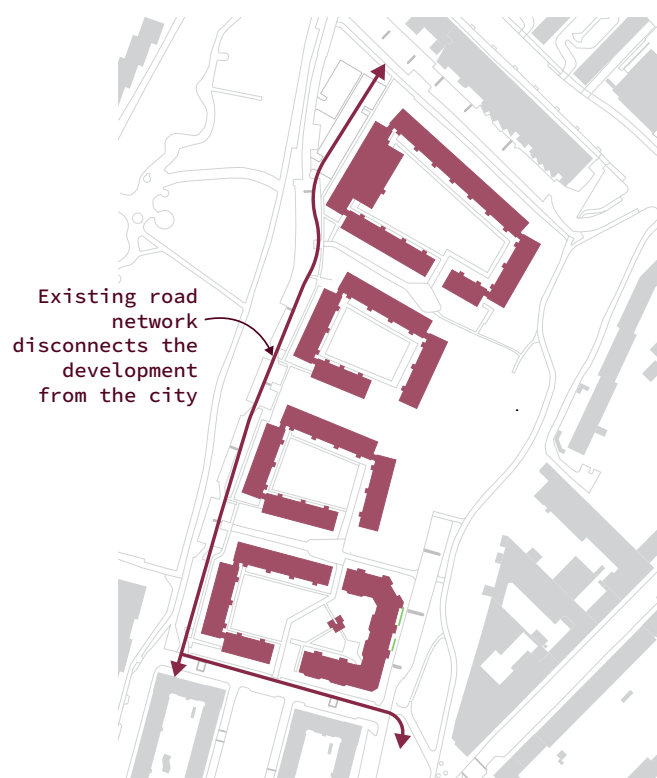 Existing road
network
disconnects the
development
from the city